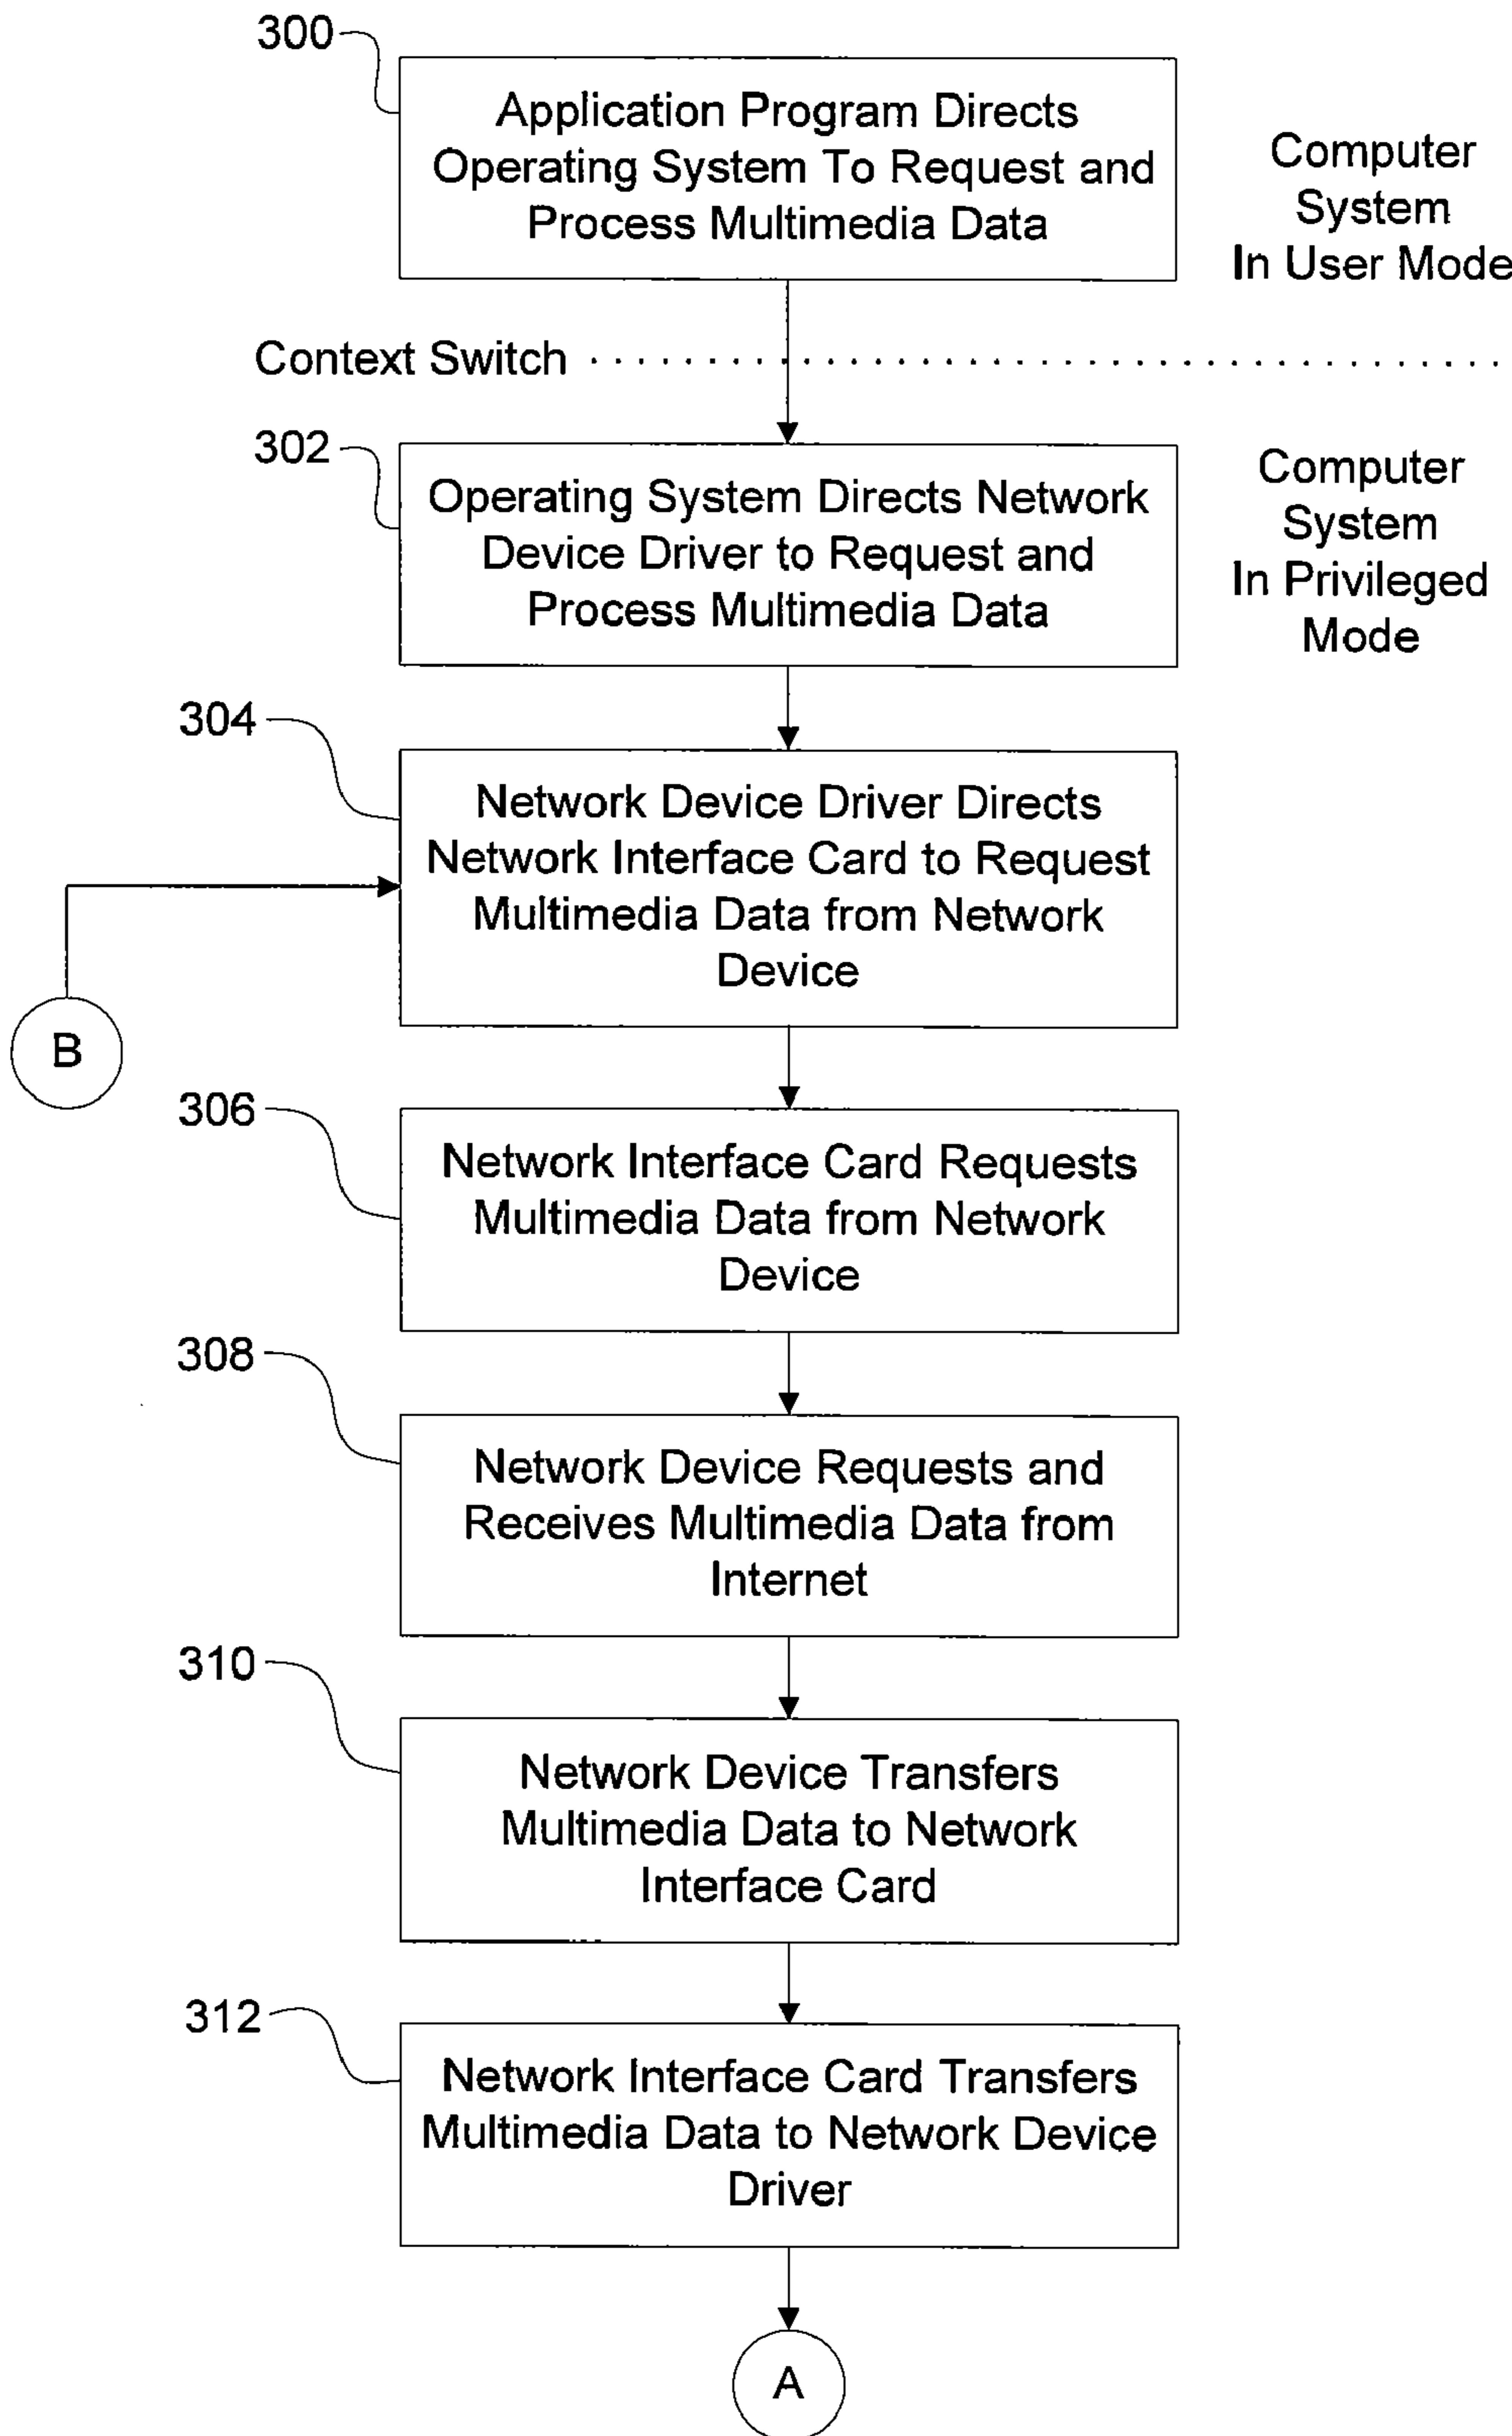 300
Application Program Directs
Operating System To Request and
Process Multimedia Data
Computer
System
In User Mode
Context Switch
302
Operating System Directs Network
Device Driver to Request and
Process Multimedia Data
Computer
System
In Privileged
Mode
304
Network Device Driver Directs
Network Interface Card to Request
Multimedia Data from Network
Device
B
306
Network Interface Card Requests
Multimedia Data from Network
Device
308
Network Device Requests and
Receives Multimedia Data from
Internet
310
Network Device Transfers
Multimedia Data to Network
Interface Card
312
Network Interface Card Transfers
Multimedia Data to Network Device
Driver
A